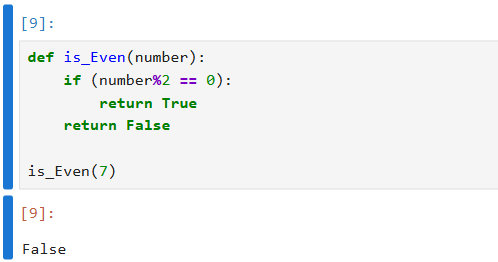 [9]:
def is_Even(number):
    if (number%2 == 0):
        return True
    return False

is_Even(7)
[9]:
False